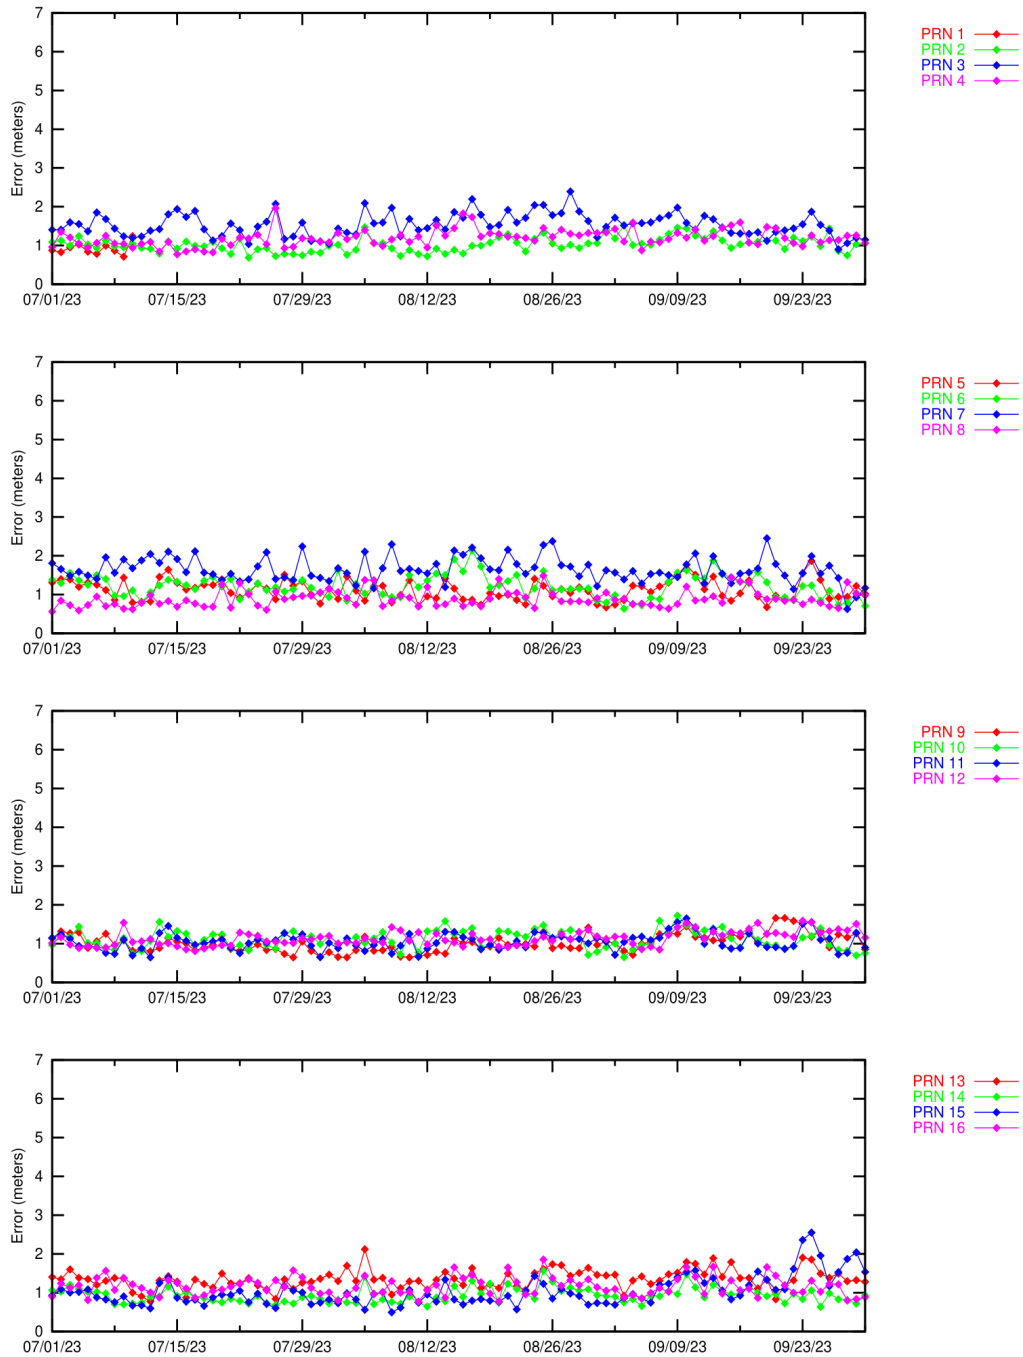 7
6
5
4
3
2
1
0
Error (meters)
07/01/23 07/15/23 07/29/23 08/12/23 08/26/23 09/09/23 09/23/23
PRN 1
PRN 2
PRN 3
PRN 4
7
6
5
4
3
2
1
0
Error (meters)
07/01/23 07/15/23 07/29/23 08/12/23 08/26/23 09/09/23 09/23/23
PRN 5
PRN 6
PRN 7
PRN 8
7
6
5
4
3
2
1
0
Error (meters)
07/01/23 07/15/23 07/29/23 08/12/23 08/26/23 09/09/23 09/23/23
PRN 9
PRN 10
PRN 11
PRN 12
7
6
5
4
3
2
1
0
Error (meters)
07/01/23 07/15/23 07/29/23 08/12/23 08/26/23 09/09/23 09/23/23
PRN 13
PRN 14
PRN 15
PRN 16